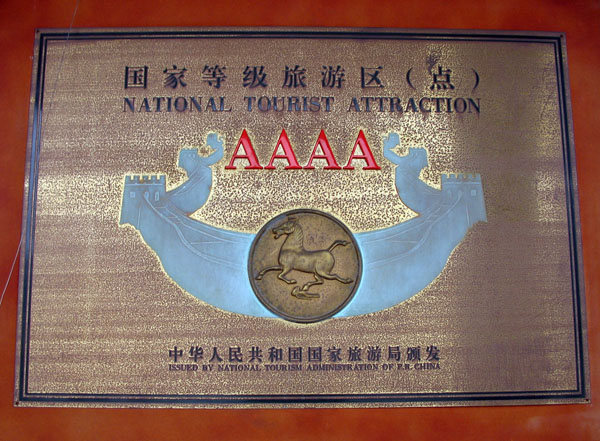 国家等级旅游区（点）
NATIONAL TOURIST ATTRACTION
AAAA
中华人民共和国国家旅游局颁发
ISSUED BY NATIONAL TOURISM ADMINISTRATION OF P.R. CHINA